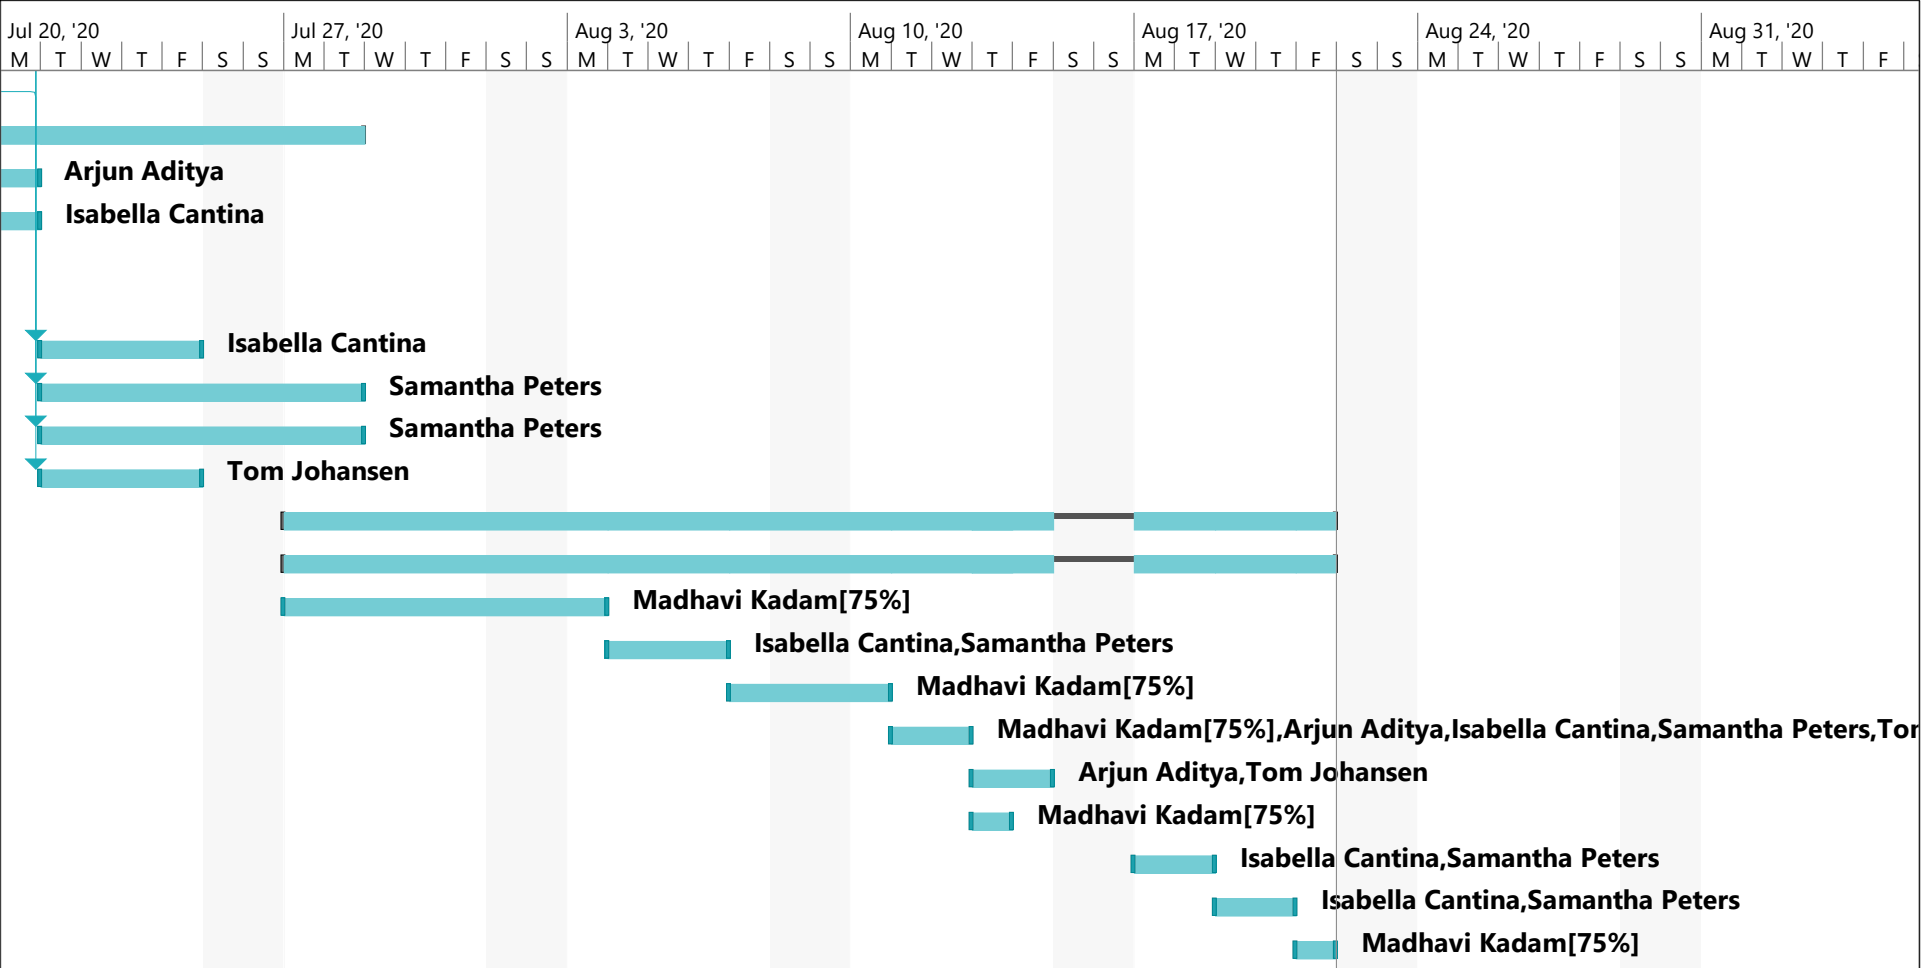 Jul 20, '20 Jul 27, '20 Aug 3, '20 Aug 10, '20 Aug 17, '20 Aug 24, '20 Aug 31, '20
M T W T F S S M T W T F S S M T W T F S S M T W T F S S M T W T F S S M T W T F S S M T W T F
Arjun Aditya
Isabella Cantina
Isabella Cantina
Samantha Peters
Samantha Peters
Tom Johansen
Madhavi Kadam[75%]
Isabella Cantina,Samantha Peters
Madhavi Kadam[75%]
Madhavi Kadam[75%],Arjun Aditya,Isabella Cantina,Samantha Peters,Tor
Arjun Aditya,Tom Johansen
Madhavi Kadam[75%]
Isabella Cantina,Samantha Peters
Isabella Cantina,Samantha Peters
Madhavi Kadam[75%]